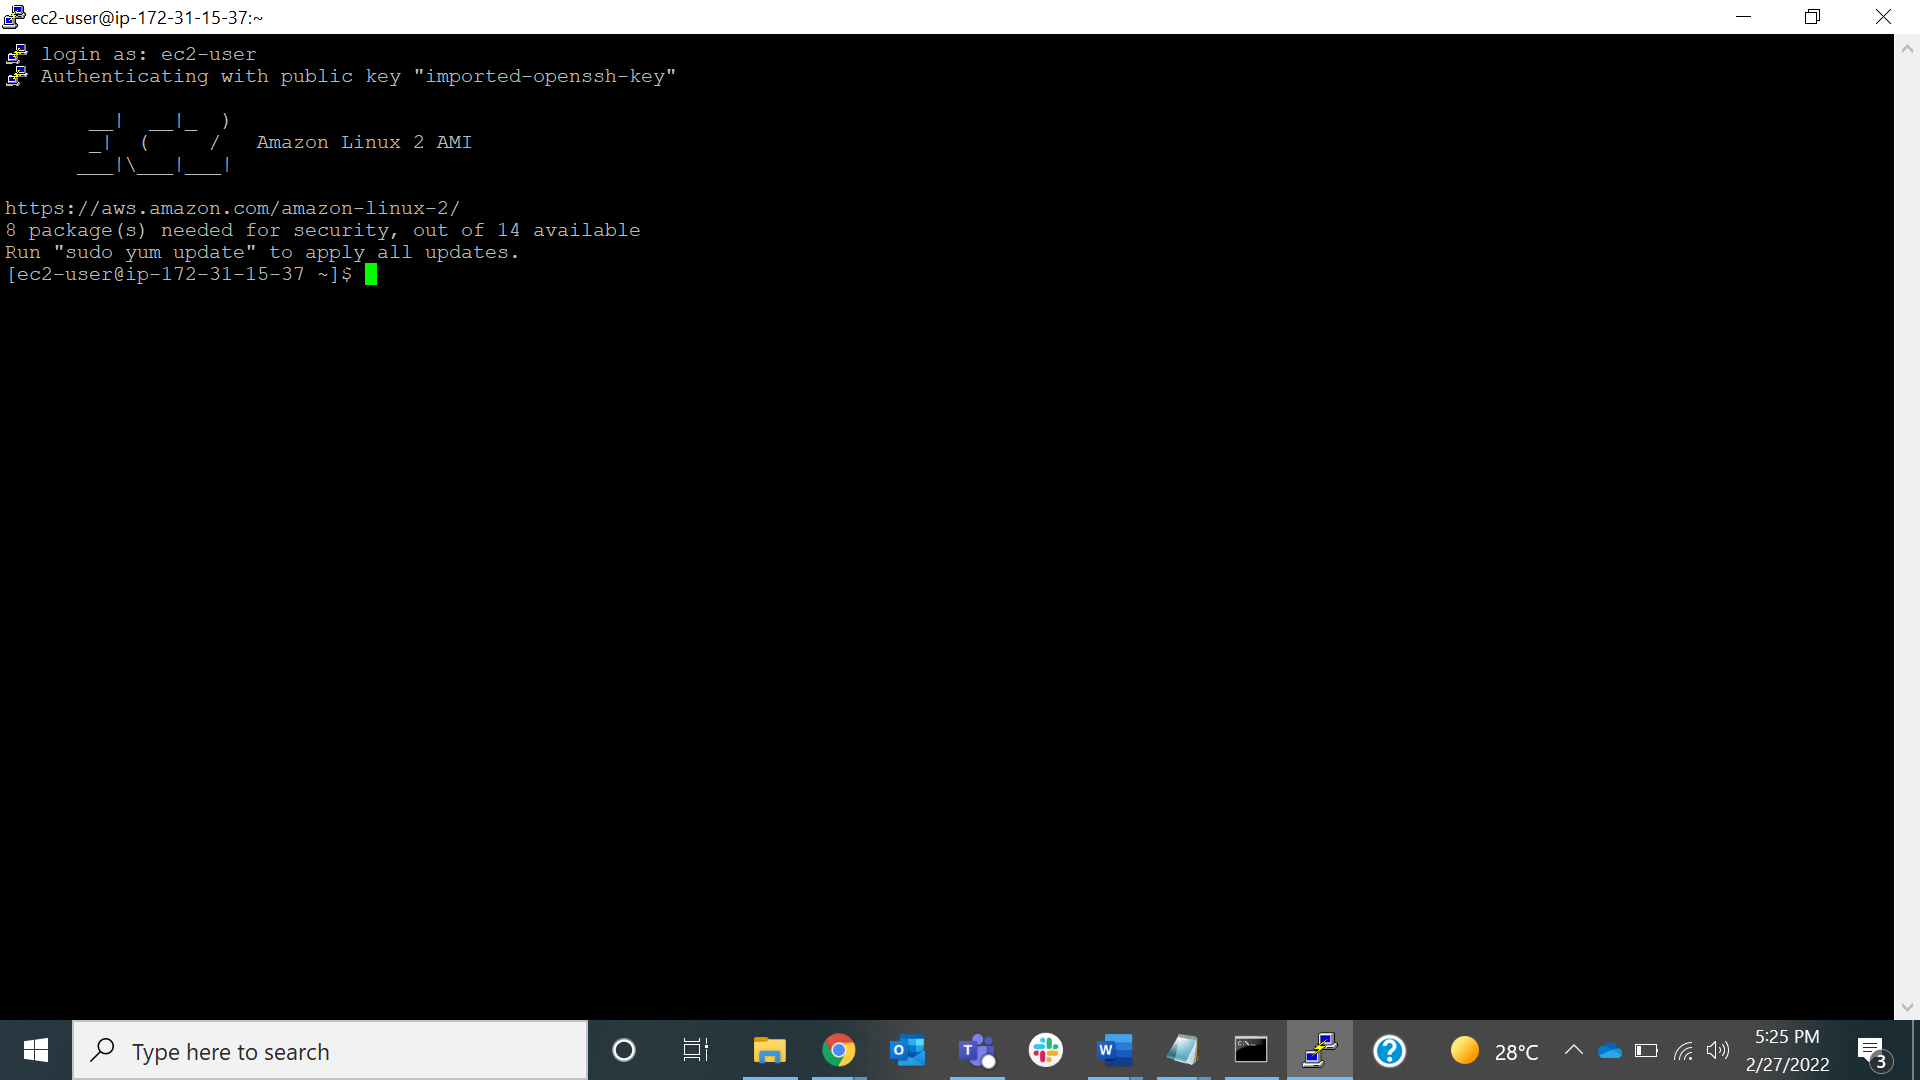 ec2-user@ip-172-31-15-37:~
login as: ec2-user
Authenticating with public key "imported-openssh-key"
       __|  __|_  )
       _|  (     /   Amazon Linux 2 AMI
      ___|\___|___|
https://aws.amazon.com/amazon-linux-2/
8 package(s) needed for security, out of 14 available
Run "sudo yum update" to apply all updates.
[ec2-user@ip-172-31-15-37 ~]$
Type here to search
28°C
5:25 PM
2/27/2022
3